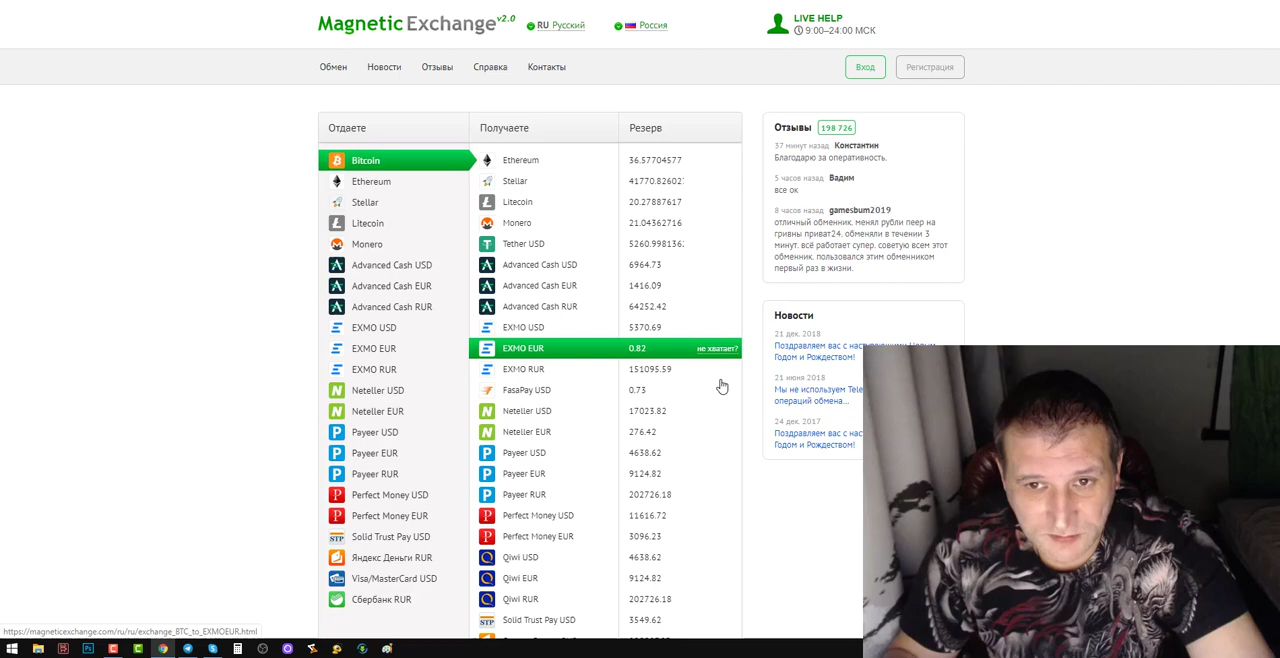 Magnetic Exchange v2.0
RU Русский
Россия
LIVE HELP
9:00–24:00 МСК
Обмен
Новости
Отзывы
Справка
Контакты
Вход
Регистрация
Отдаете
Bitcoin
Ethereum
Stellar
Litecoin
Monero
Advanced Cash USD
Advanced Cash EUR
Advanced Cash RUR
EXMO USD
EXMO EUR
EXMO RUR
Neteller USD
Neteller EUR
Payeer USD
Payeer EUR
Payeer RUR
Perfect Money USD
Perfect Money EUR
Solid Trust Pay USD
Яндекс Деньги RUR
Visa/MasterCard USD
Сбербанк RUR
Получаете Резерв
Ethereum 36.57704577
Stellar 41770.82602
Litecoin 20.27887617
Monero 21.04362716
Tether USD 5260.998136
Advanced Cash USD 6964.73
Advanced Cash EUR 1416.09
Advanced Cash RUR 64252.42
EXMO USD 5370.69
EXMO EUR 0.82 не хватает?
EXMO RUR 151095.59
FasaPay USD 0.73
Neteller USD 17023.82
Neteller EUR 276.42
Payeer USD 4638.62
Payeer EUR 9124.82
Payeer RUR 202726.18
Perfect Money USD 11616.72
Perfect Money EUR 3096.23
Qiwi USD 4638.62
Qiwi EUR 9124.82
Qiwi RUR 202726.18
Solid Trust Pay USD 3549.62
Отзывы 198 726
37 минут назад Константин
Благодарю за оперативность.
5 часов назад Вадим
все ок
8 часов назад gamesbum2019
отличный обменник. менял рубли пеер на
гривны приват24. обменяли в течении 3
минут. всё работает супер. советую всем этот
обменник. пользовался этим обменником
первый раз в жизни.
Новости
21 дек. 2018
Поздравляем вас с наступающими Новым
Годом и Рождеством!
21 июня 2018
Мы не используем Tele
операций обмена...
24 дек. 2017
Поздравляем вас с нас
Годом и Рождеством!
https://magneticexchange.com/ru/ru/exchange_BTC_to_EXMOEUR.html